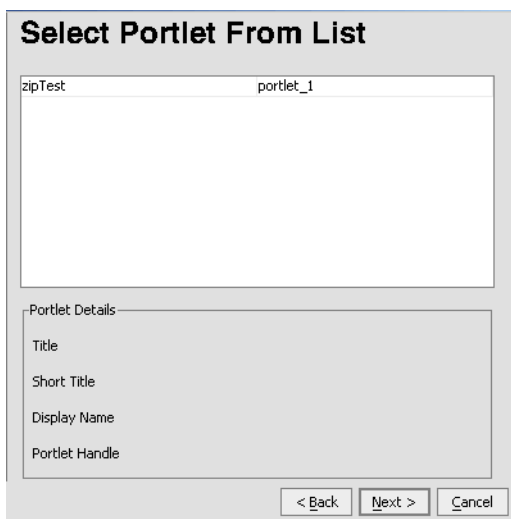 Select Portlet From List
zipTest portlet_1
Portlet Details
Title
Short Title
Display Name
Portlet Handle
< Back Next > Cancel